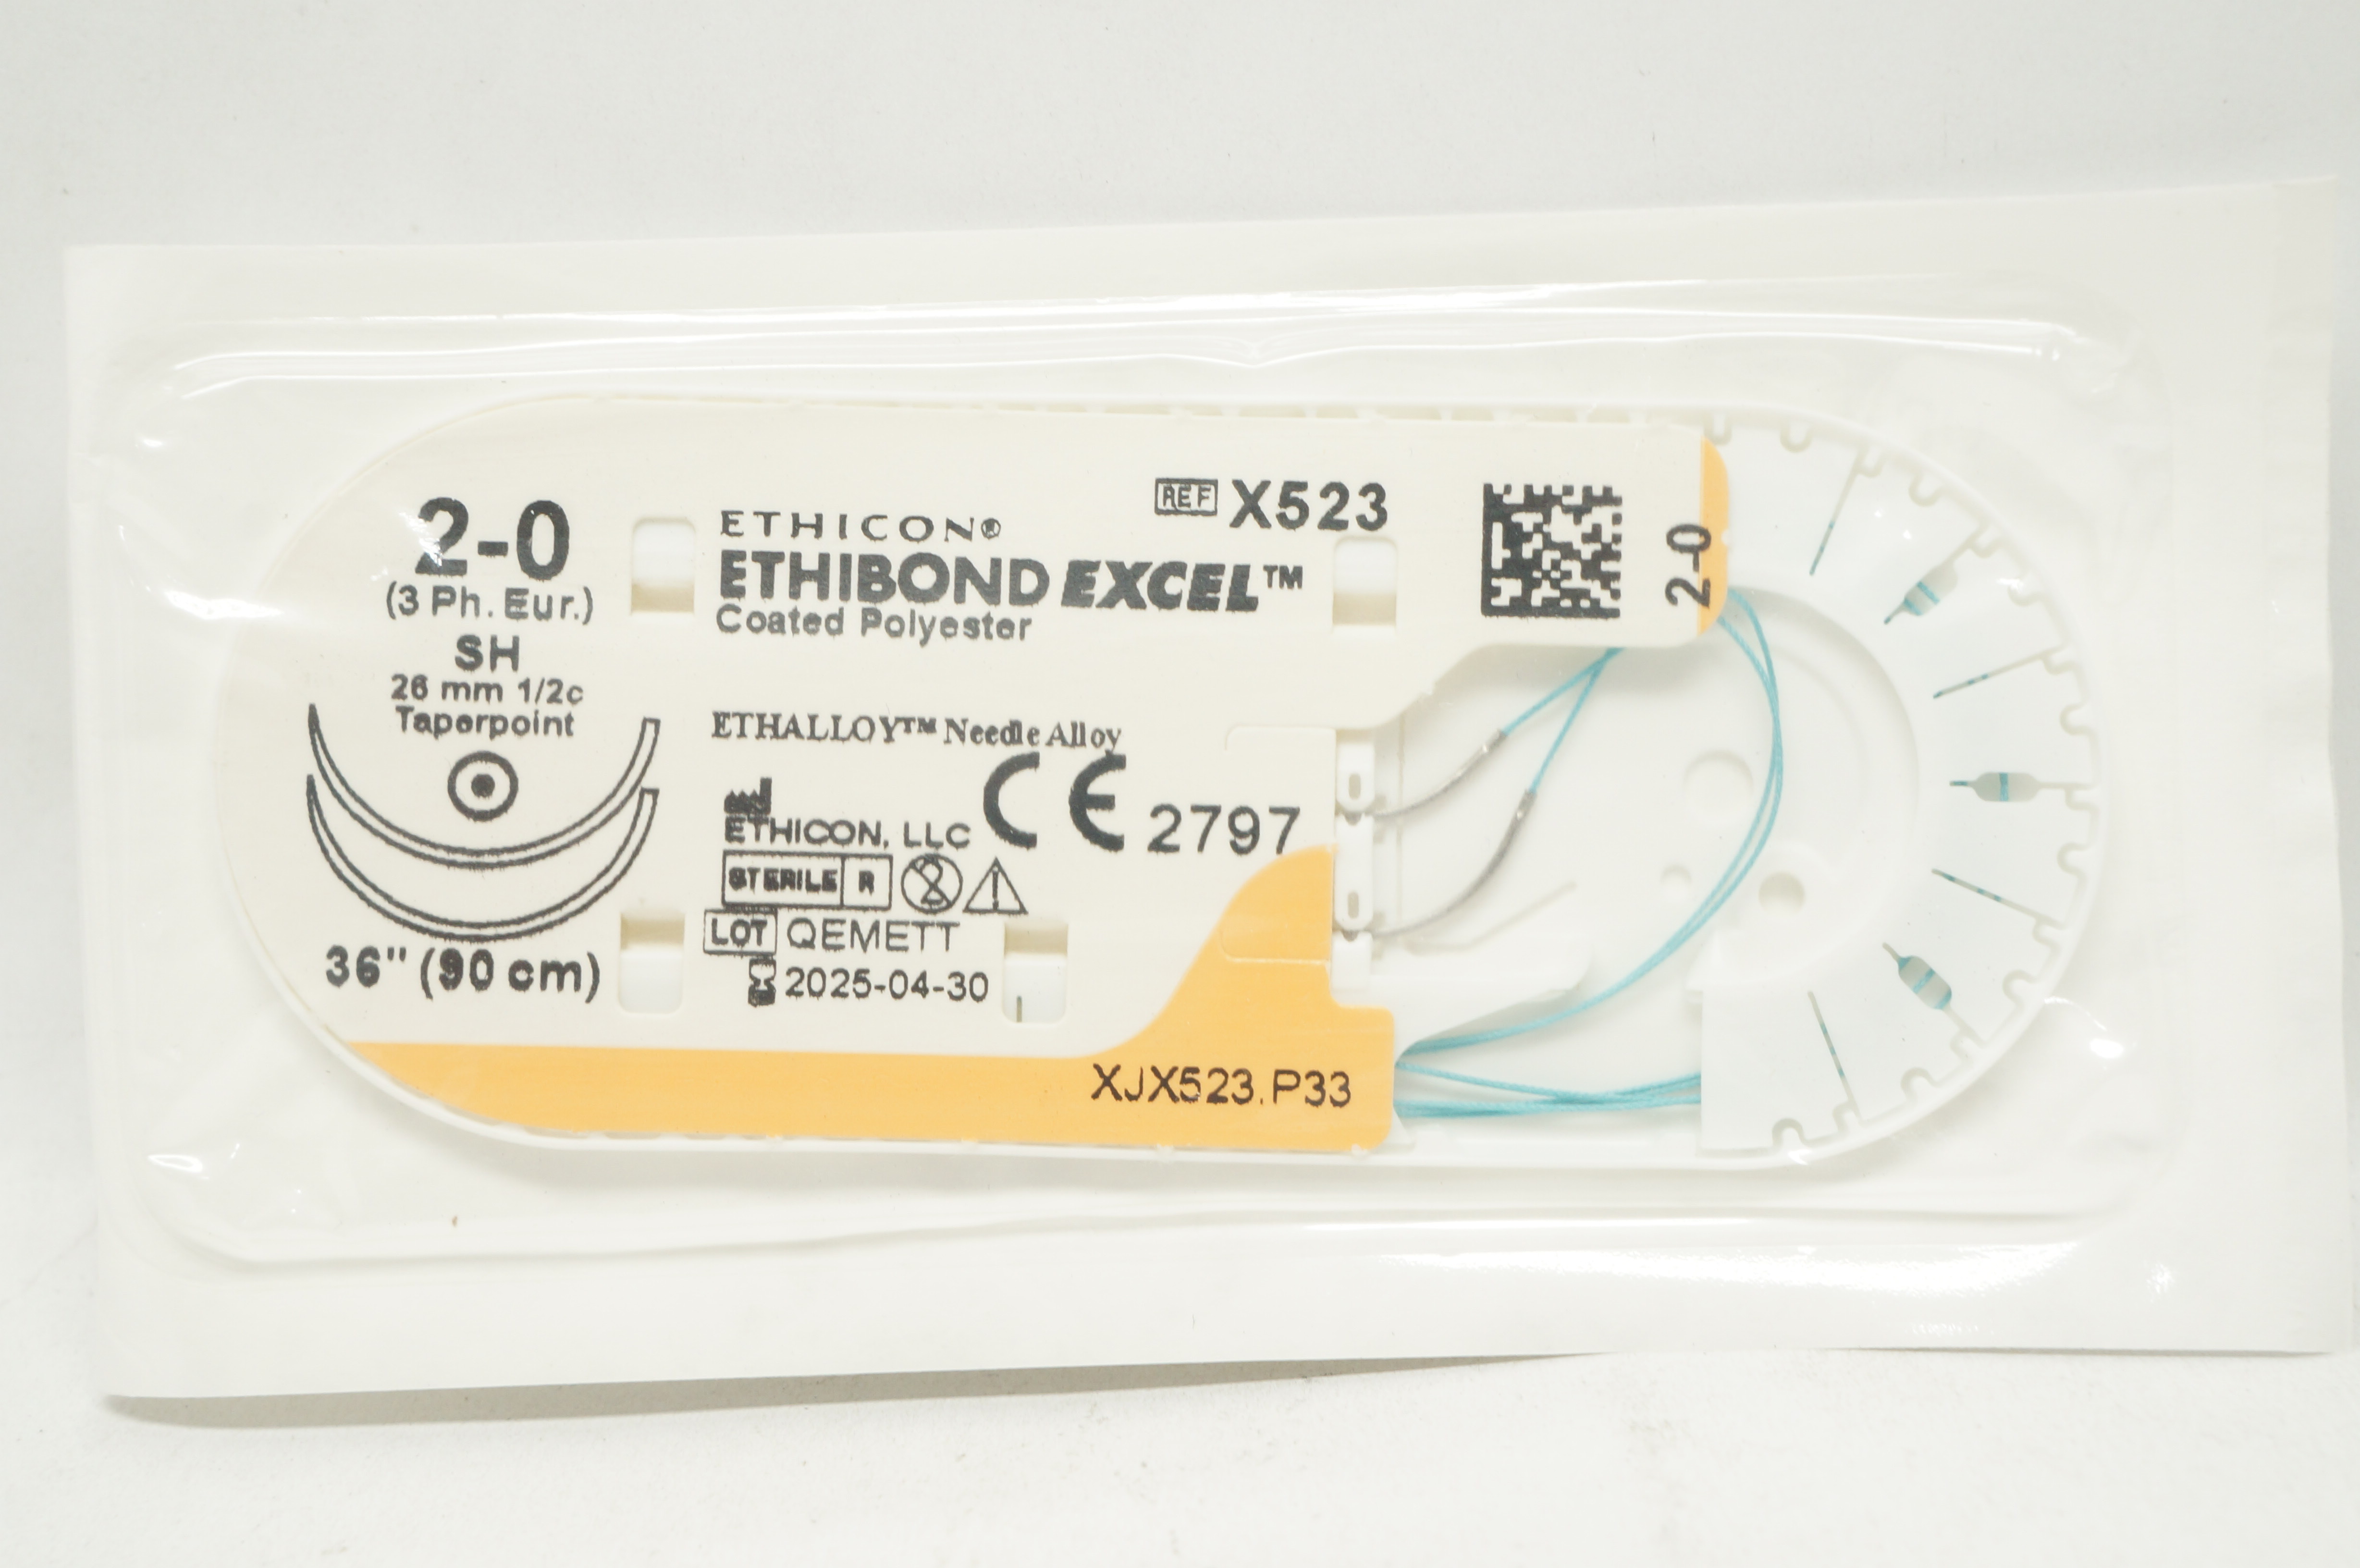 2-0
(3 Ph. Eur.)
SH
26 mm 1/2c
Taperpoint
36" (90 cm)
ETHICON®
ETHIBOND EXCEL™
Coated Polyester
REF X523
2-0
ETHALLOY™ Needle Alloy
CE 2797
ETHICON, LLC
STERILE R
2
LOT QEMETT
2025-04-30
XJX523.P33